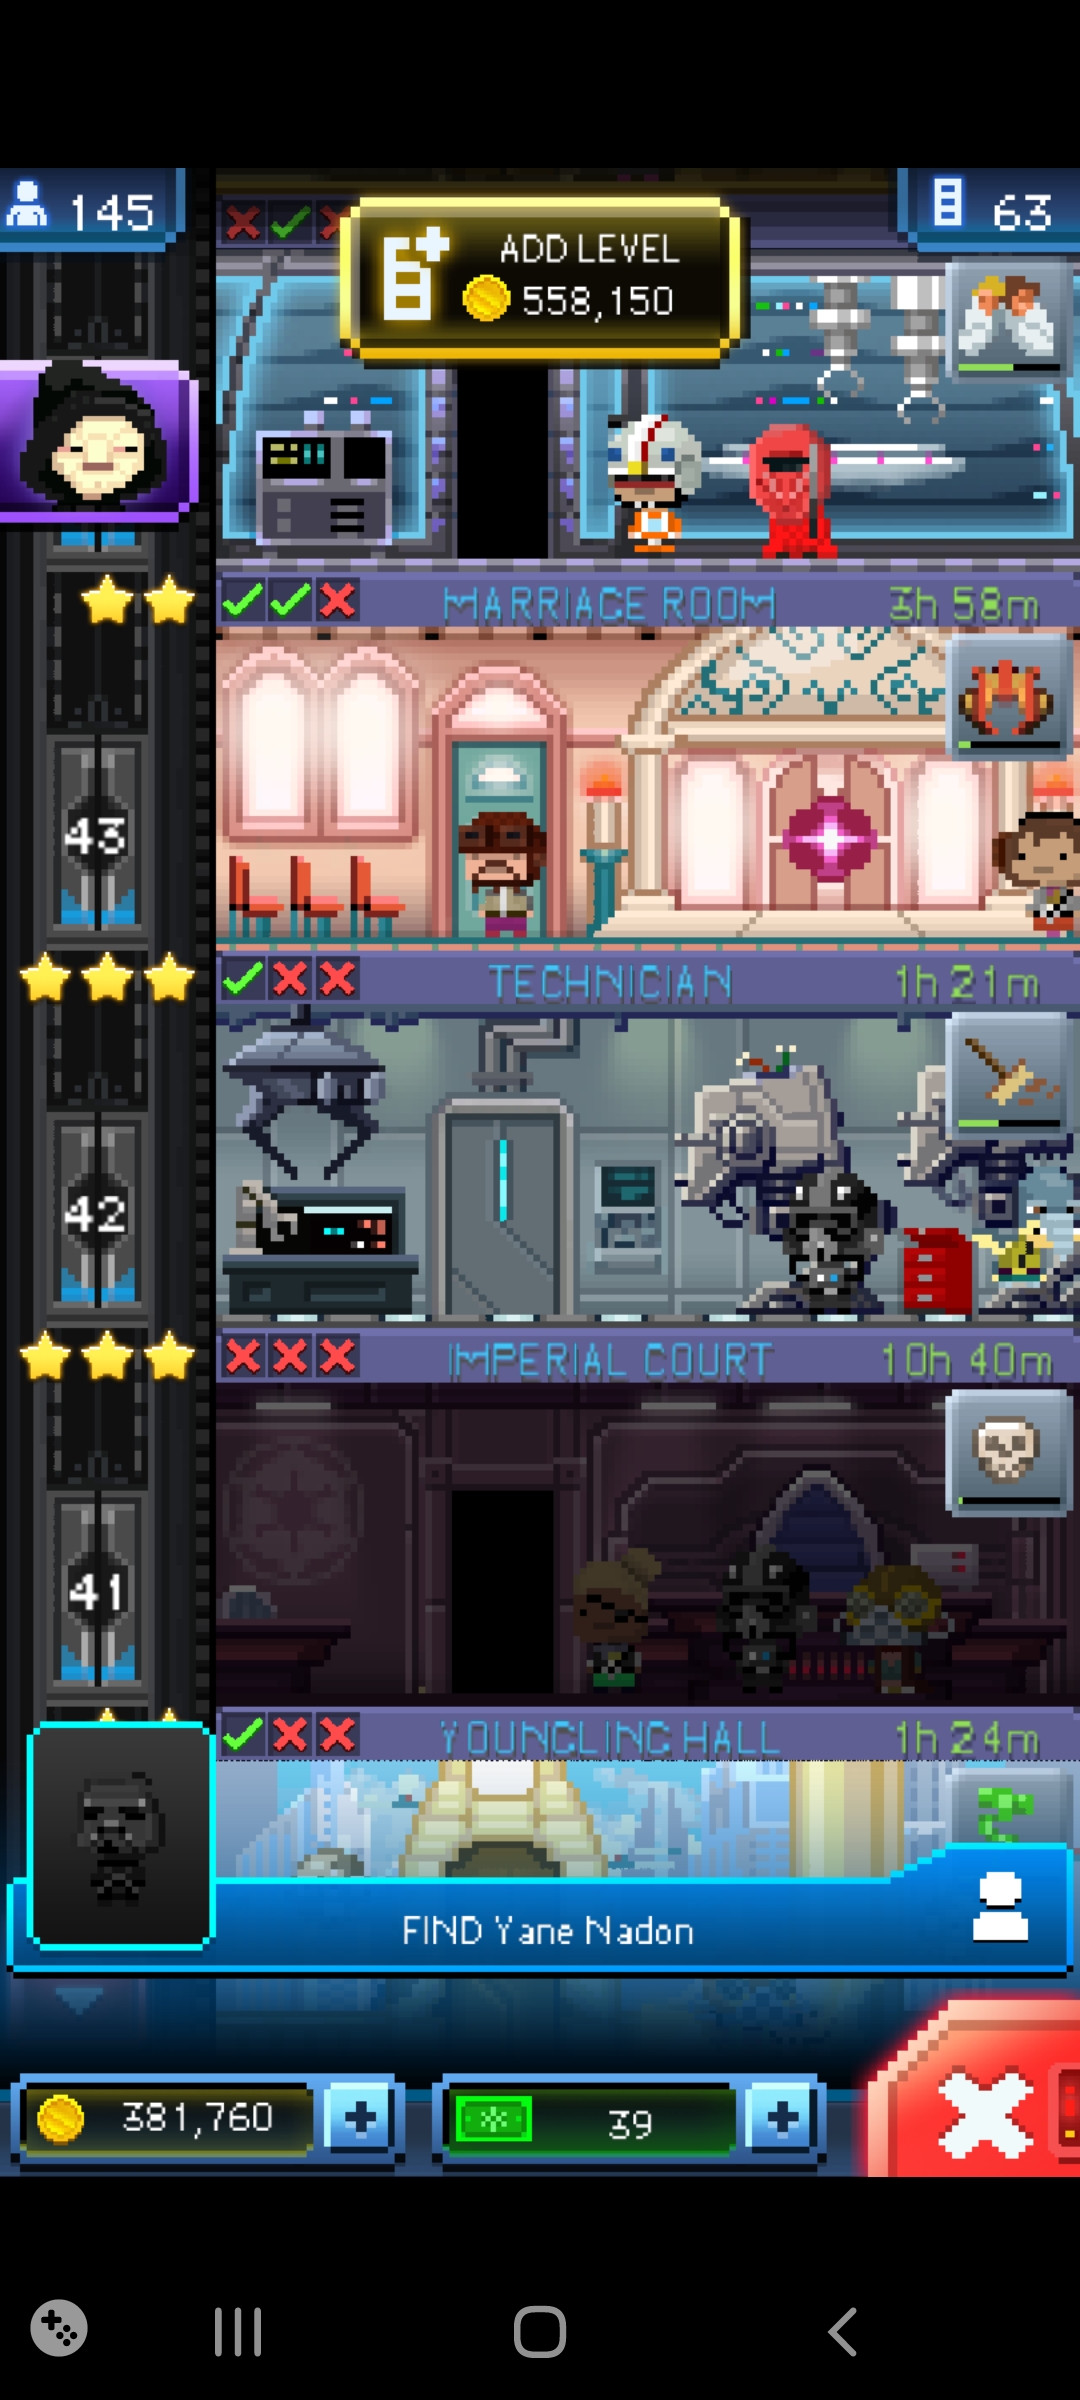 145
63
ADD LEVEL
558,150
MARRIAGE ROOM 3h 58m
43
TECHNICIAN 1h 21m
42
IMPERIAL COURT 10h 40m
41
YOUNGLING HALL 1h 24m
FIND Yane Nadon
381,760
39